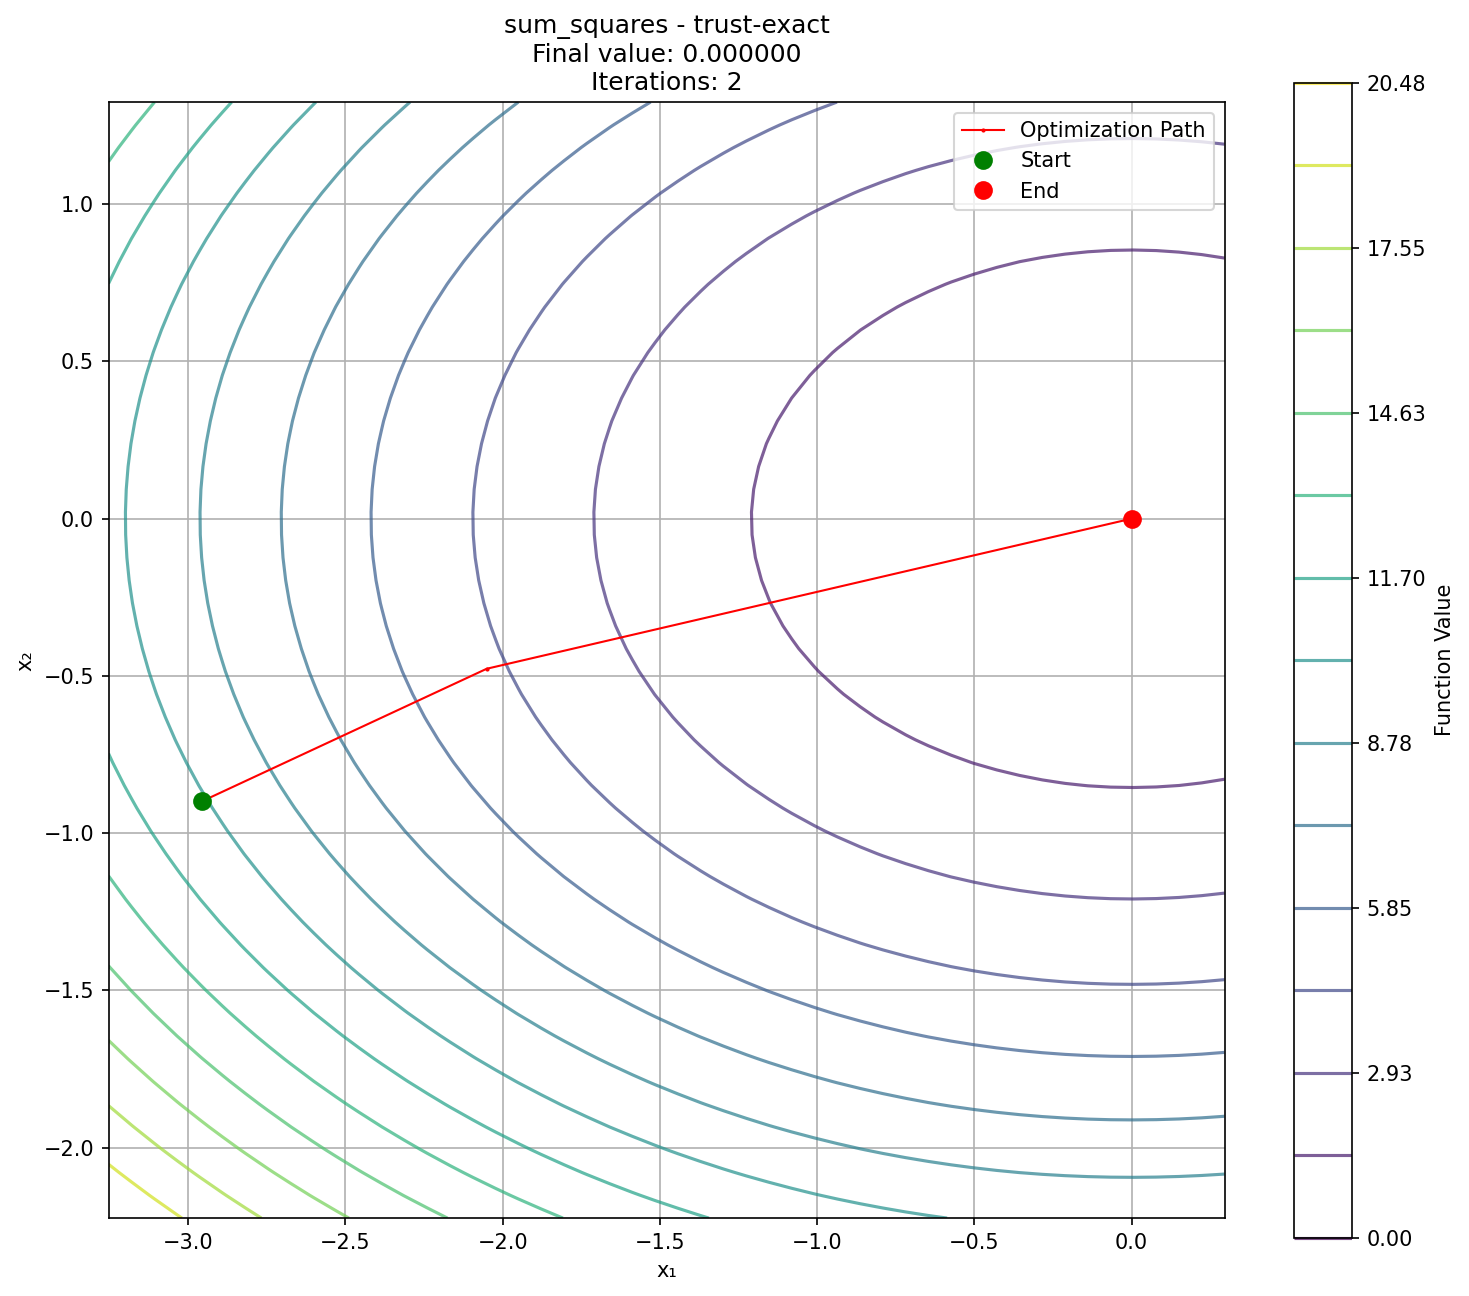 sum_squares - trust-exact
Final value: 0.000000
Iterations: 2
Optimization Path
Start
End
1.0
0.5
0.0
−0.5
−1.0
−1.5
−2.0
x₂
−3.0
−2.5
−2.0
−1.5
−1.0
−0.5
0.0
x₁
20.48
17.55
14.63
11.70
8.78
5.85
2.93
0.00
Function Value